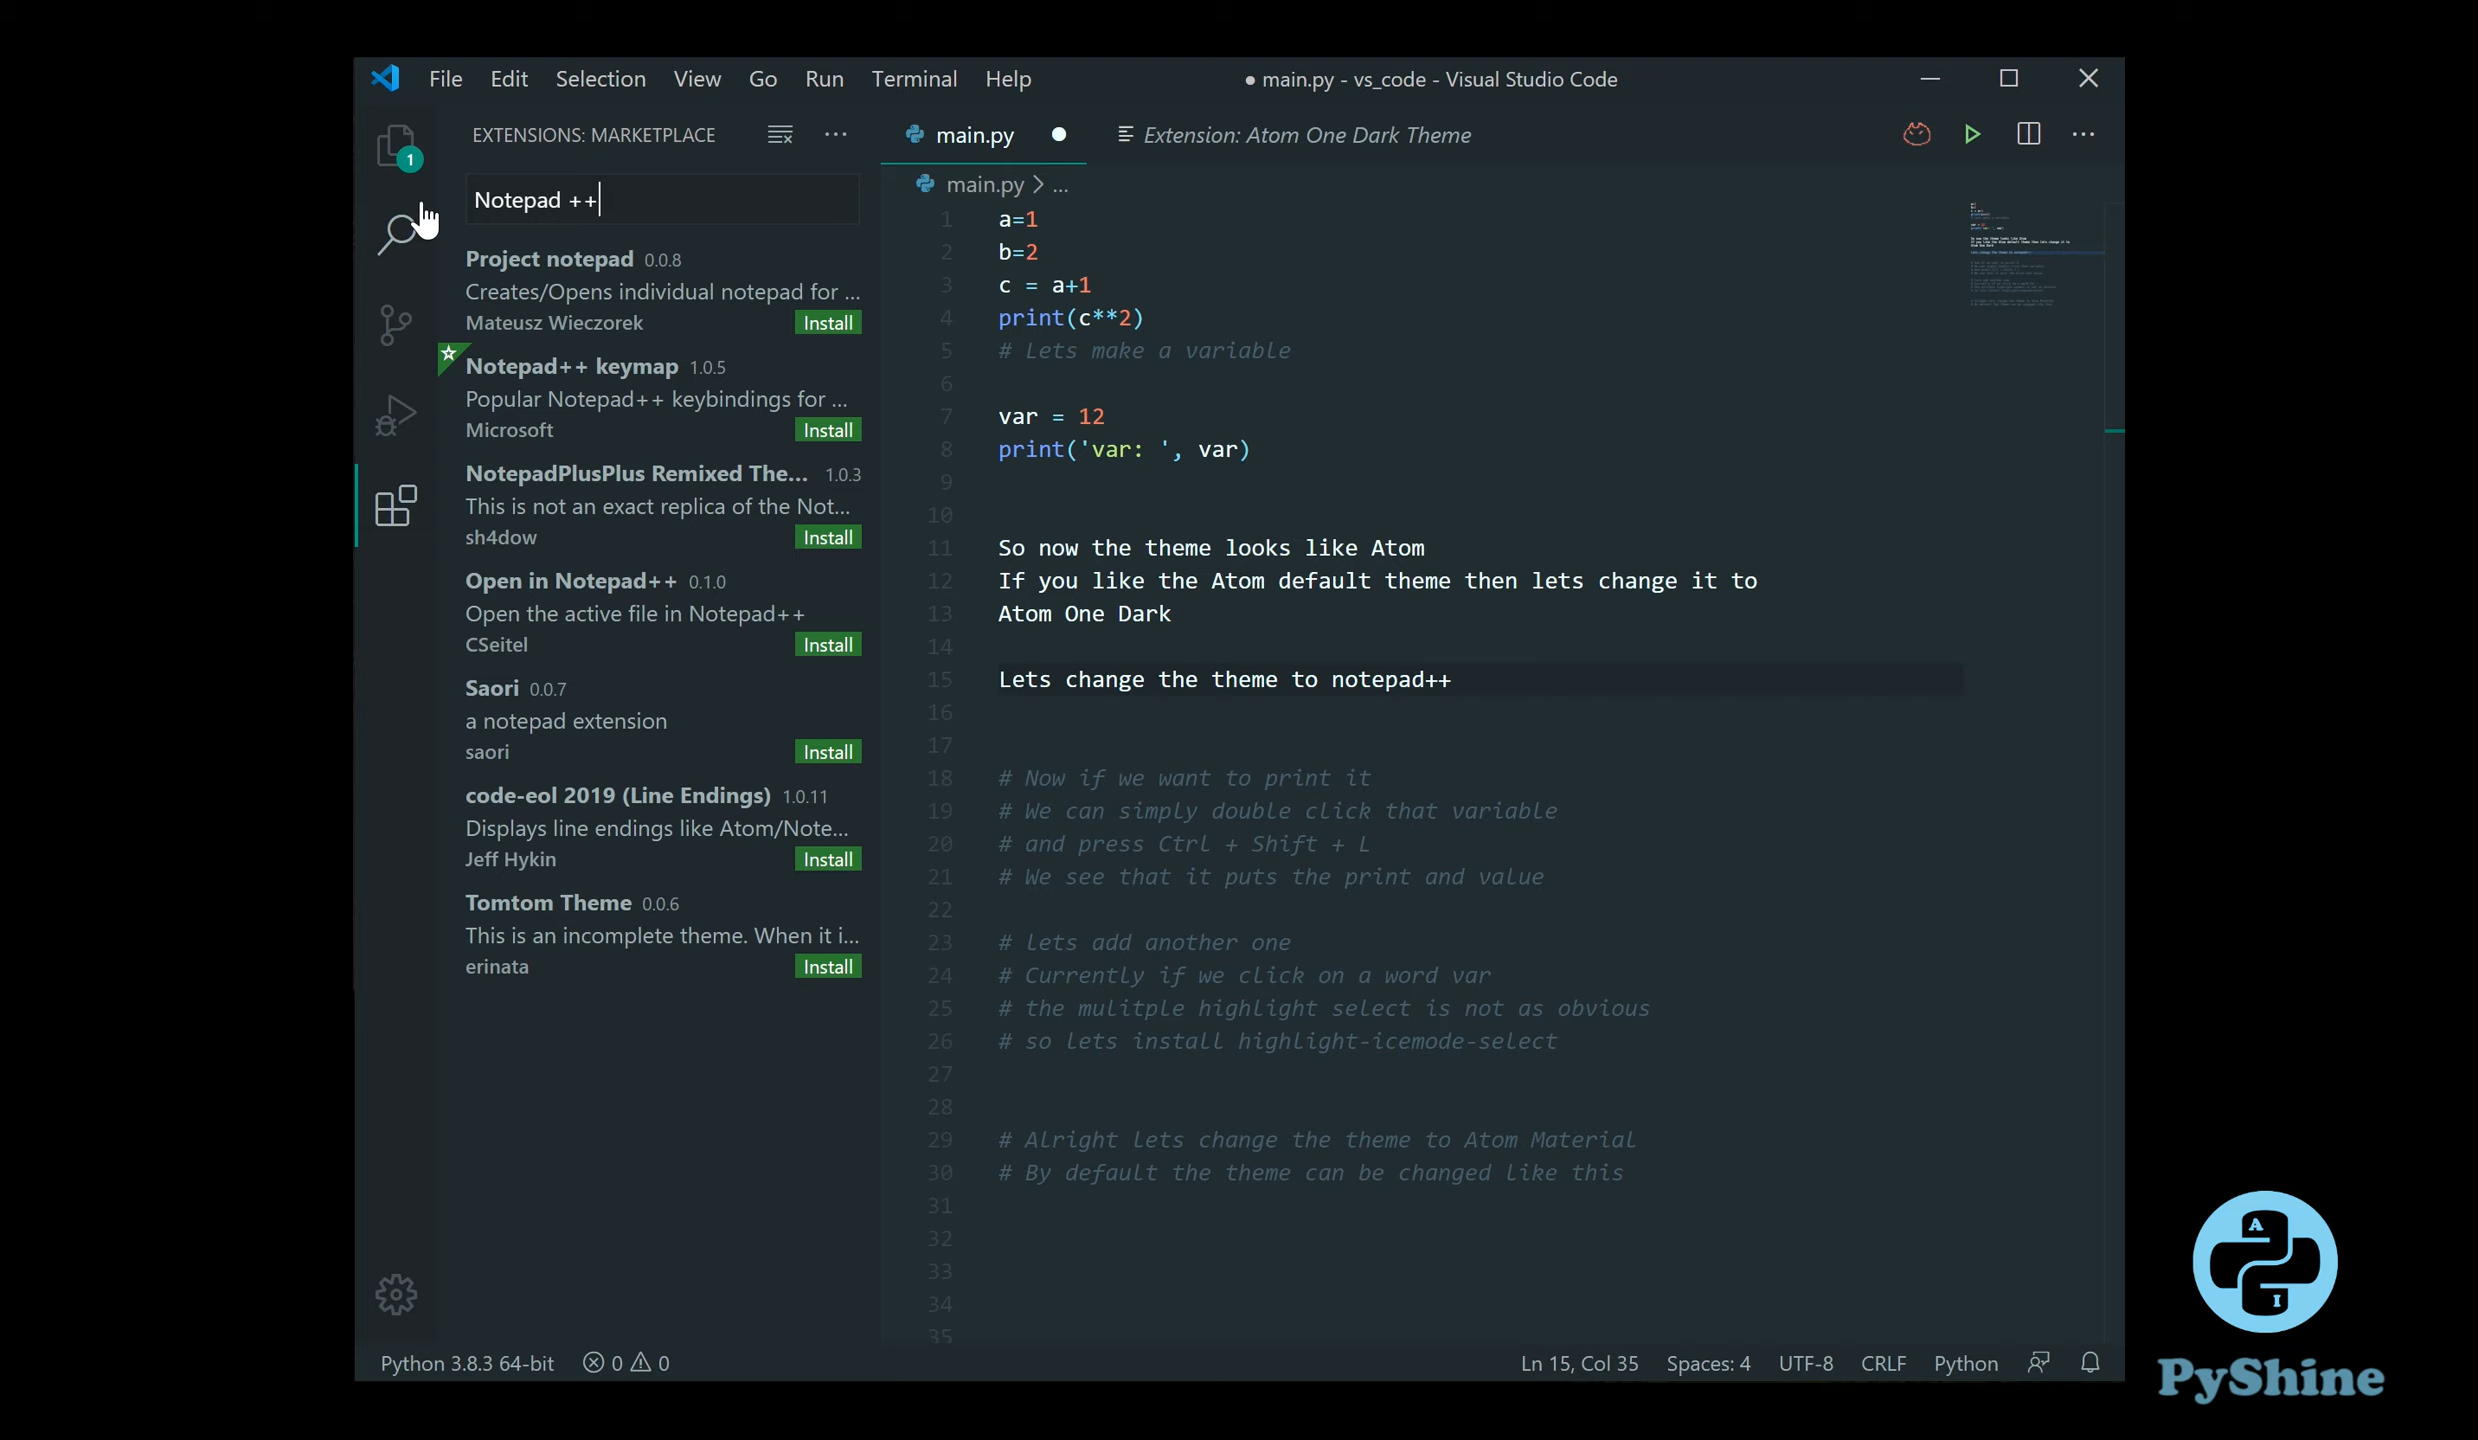 File Edit Selection View Go Run Terminal Help
● main.py - vs_code - Visual Studio Code
1
EXTENSIONS: MARKETPLACE
Notepad ++
Project notepad 0.0.8
Creates/Opens individual notepad for ...
Mateusz Wieczorek Install
Notepad++ keymap 1.0.5
Popular Notepad++ keybindings for ...
Microsoft Install
NotepadPlusPlus Remixed The... 1.0.3
This is not an exact replica of the Not...
sh4dow Install
Open in Notepad++ 0.1.0
Open the active file in Notepad++
CSeitel Install
Saori 0.0.7
a notepad extension
saori Install
code-eol 2019 (Line Endings) 1.0.11
Displays line endings like Atom/Note...
Jeff Hykin Install
Tomtom Theme 0.0.6
This is an incomplete theme. When it i...
erinata Install
main.py ● Extension: Atom One Dark Theme
main.py > ...
1 a=1
2 b=2
3 c = a+1
4 print(c**2)
5 # Lets make a variable
6
7 var = 12
8 print('var: ', var)
9
10
11 So now the theme looks like Atom
12 If you like the Atom default theme then lets change it to
13 Atom One Dark
14
15 Lets change the theme to notepad++
16
17
18 # Now if we want to print it
19 # We can simply double click that variable
20 # and press Ctrl + Shift + L
21 # We see that it puts the print and value
22
23 # Lets add another one
24 # Currently if we click on a word var
25 # the mulitple highlight select is not as obvious
26 # so lets install highlight-icemode-select
27
28
29 # Alright Lets change the theme to Atom Material
30 # By default the theme can be changed like this
31
32
33
34
35
Python 3.8.3 64-bit 0 0
Ln 15, Col 35 Spaces: 4 UTF-8 CRLF Python
A
I
PyShine